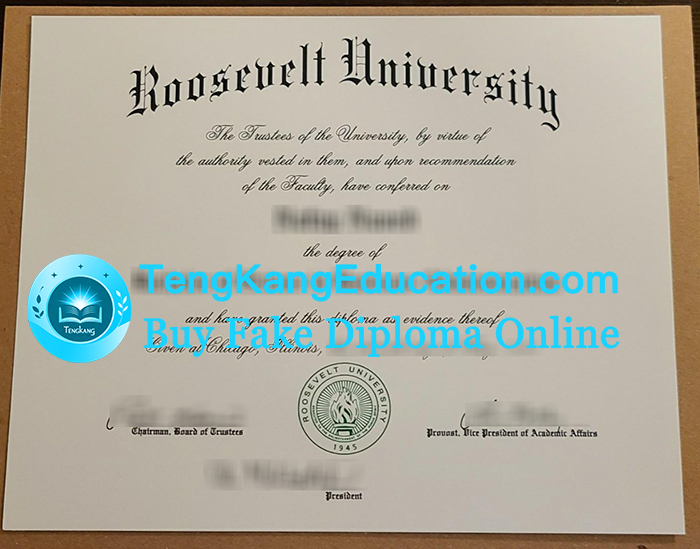 Roosevelt University
The Trustees of the University, by virtue of
the authority vested in them, and upon recommendation
of the Faculty, have conferred on
the degree of
TengKangEducation.com
TENGKANG
and have granted this diploma as evidence thereof
Buy Fake Diploma Online
Given at Chicago, Illinois,
ROOSEVELT UNIVERSITY
1945
Chairman, Board of Trustees
Provost, Vice President of Academic Affairs
President